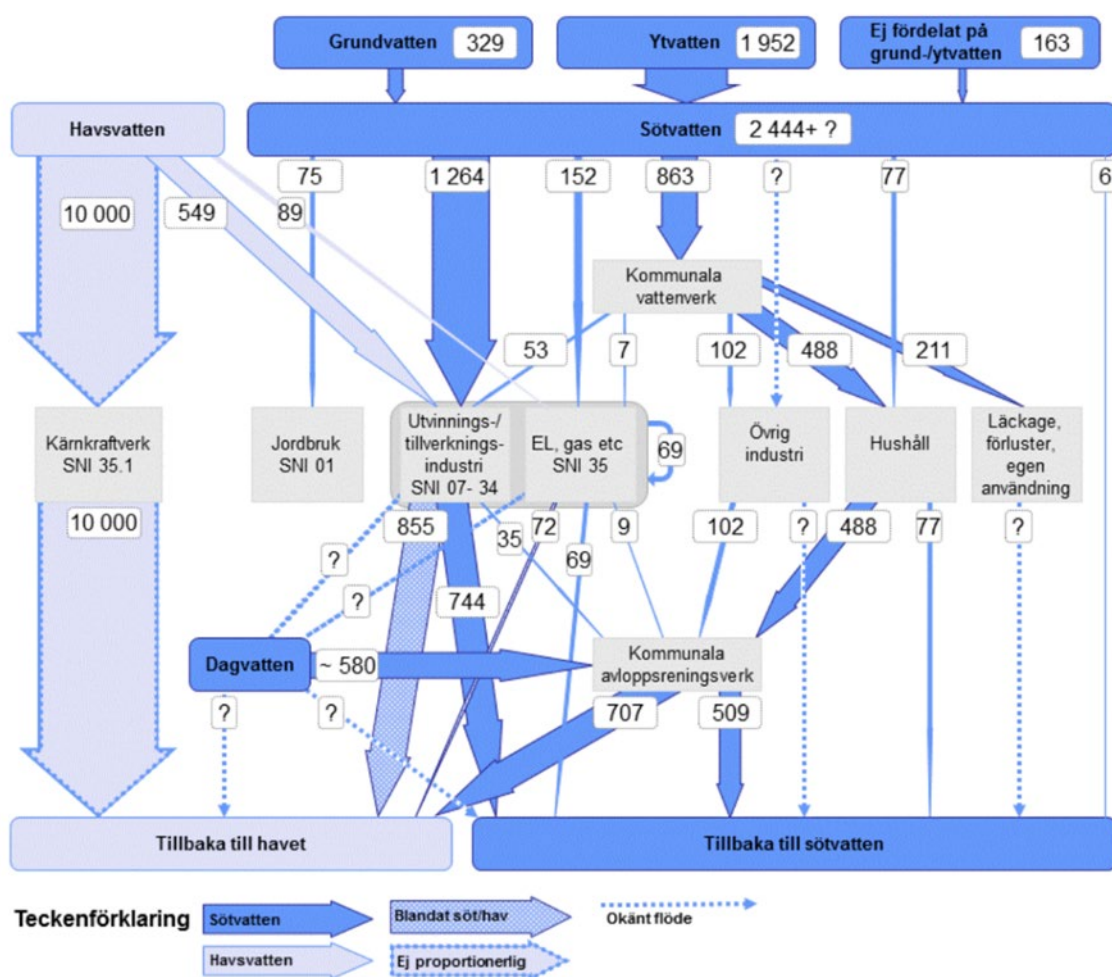 Grundvatten 329
Ytvatten 1 952
Ej fördelat på
grund-/ytvatten 163
Havsvatten
Sötvatten 2 444+ ?
75
1 264
152
863
?
77
6
10 000
549
89
Kommunala
vattenverk
53
7
102
488
211
Kärnkraftverk
SNI 35.1
Jordbruk
SNI 01
Utvinnings-/
tillverknings-
industri
SNI 07- 34
EL, gas etc
SNI 35
69
Övrig
industri
Hushåll
Läckage,
förluster,
egen
användning
10 000
855
35
72
9
102
?
488
77
?
?
69
?
744
Dagvatten
~ 580
Kommunala
avloppsreningsverk
?
?
707
509
Tillbaka till havet
Tillbaka till sötvatten
Teckenförklaring
Sötvatten
Blandat söt/hav
Okänt flöde
Havsvatten
Ej proportionerlig